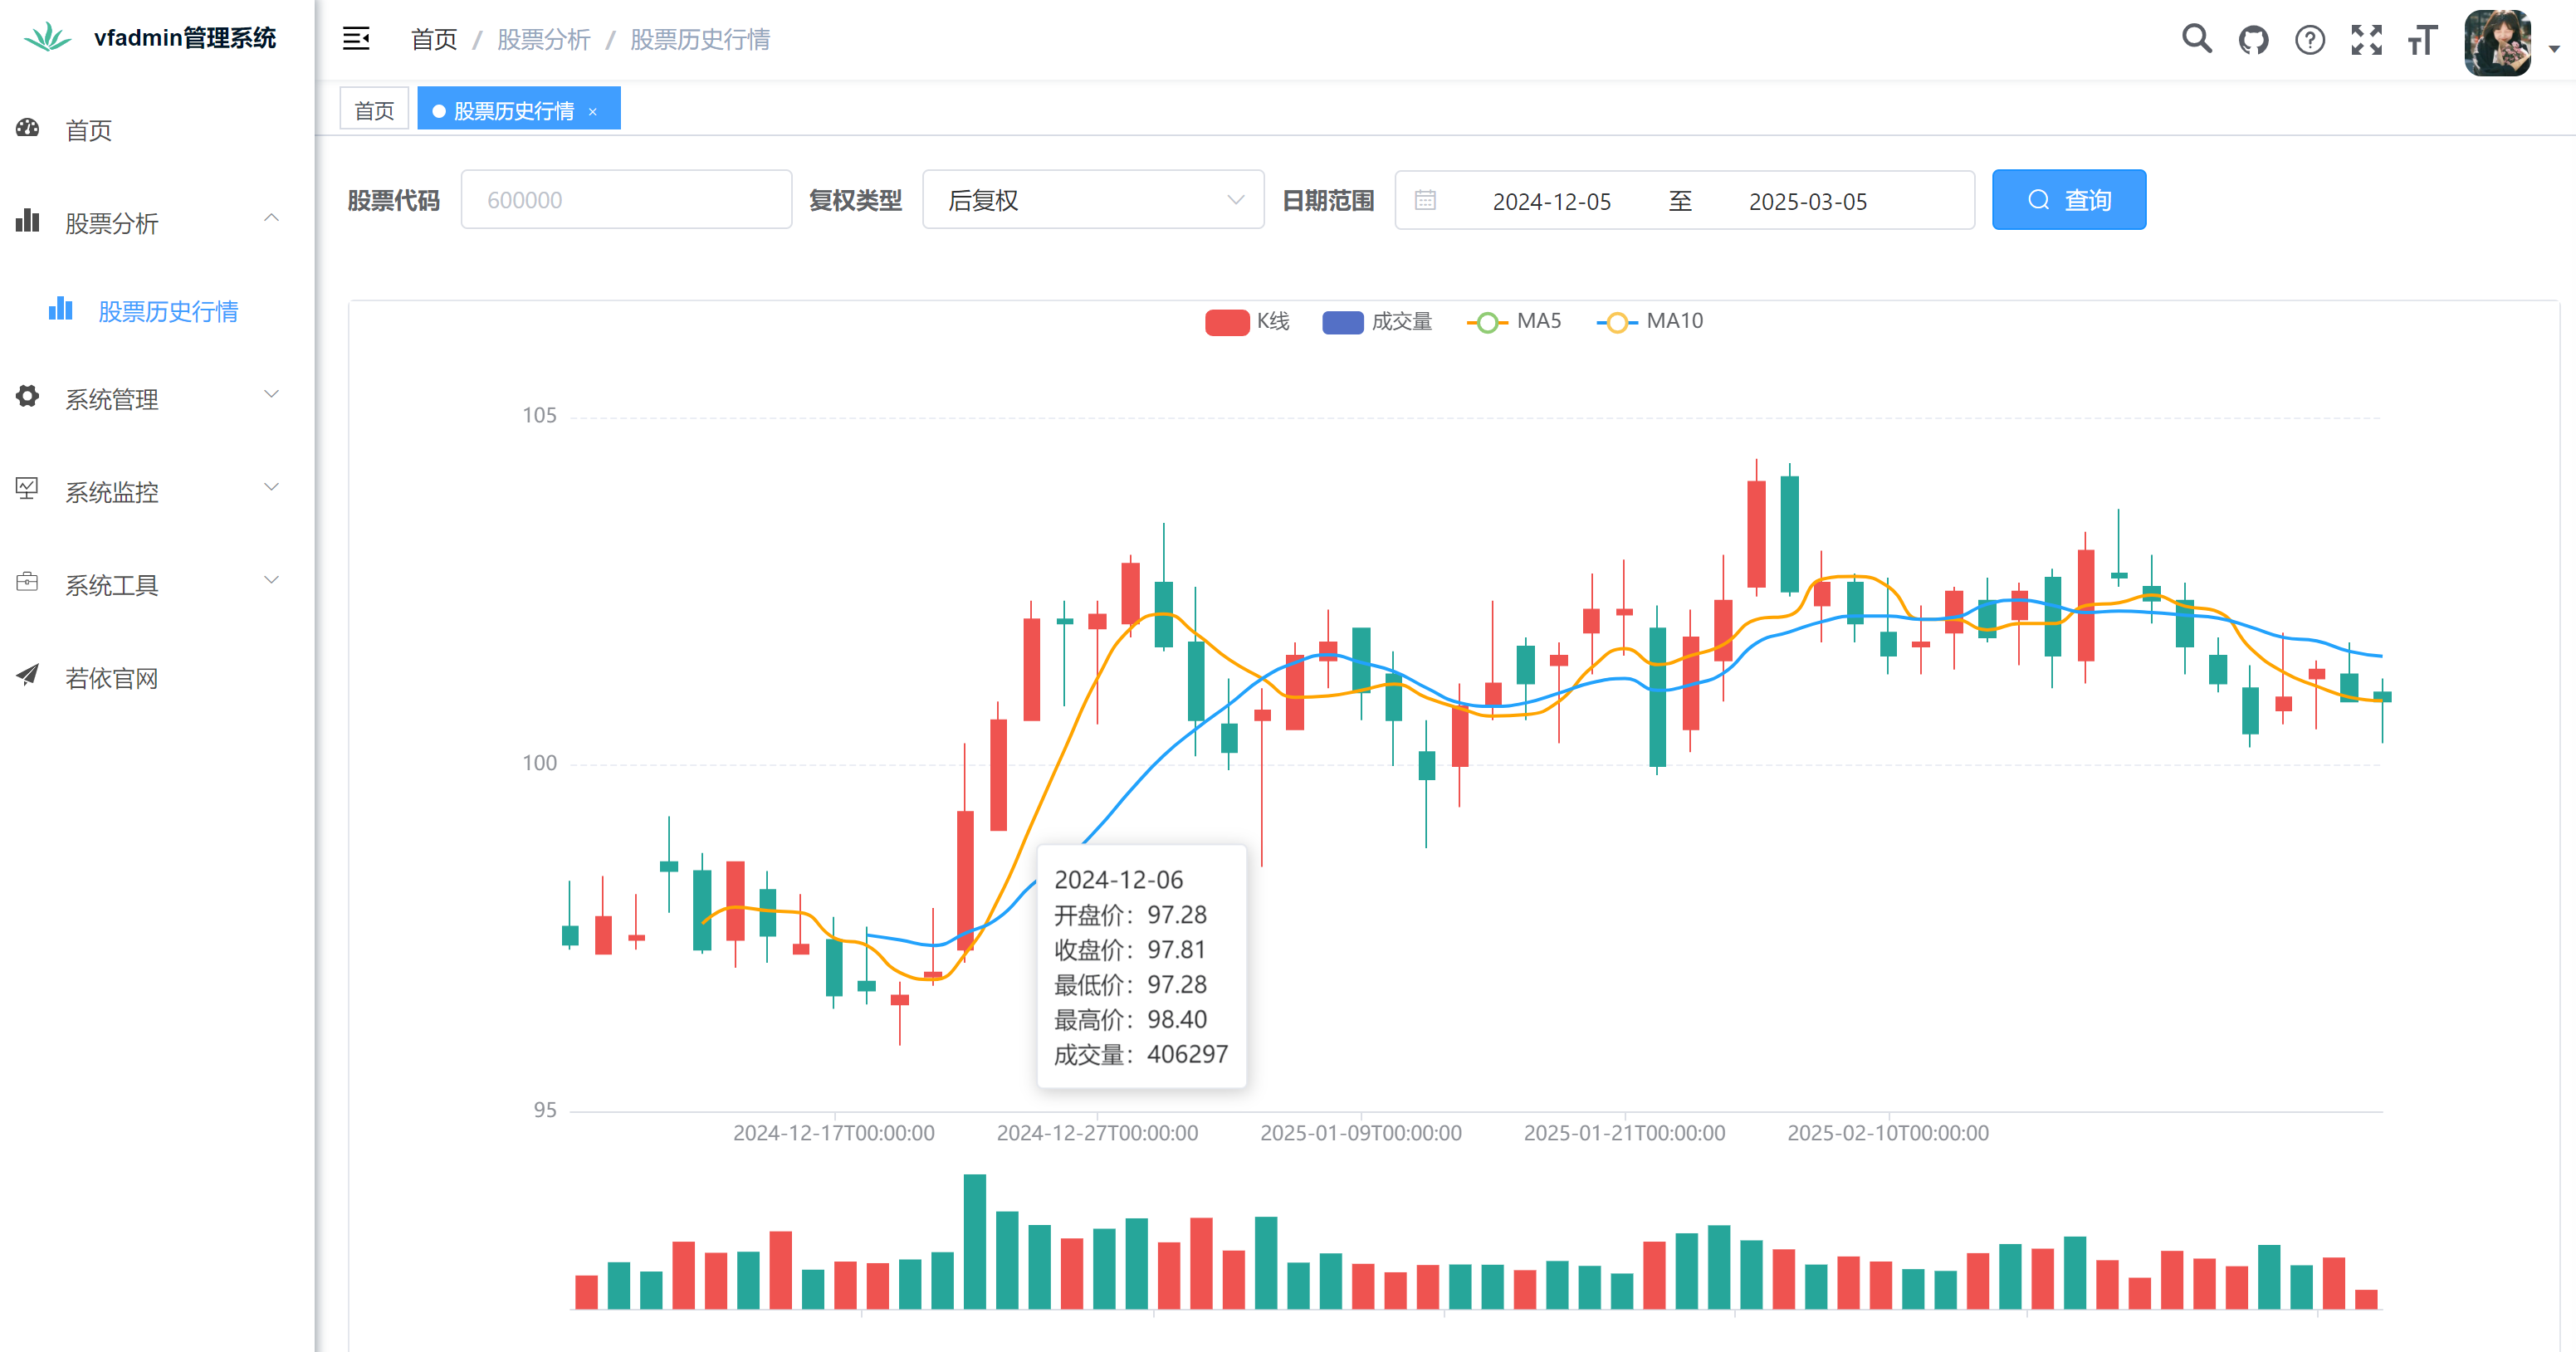 vfadmin管理系统
首页 / 股票分析 / 股票历史行情
首页
股票历史行情 ×
首页
股票分析
股票历史行情
系统管理
系统监控
系统工具
若依官网
股票代码 600000 复权类型 后复权 日期范围 2024-12-05 至 2025-03-05 查询
K线 成交量 MA5 MA10
105
100
95
2024-12-06
开盘价：97.28
收盘价：97.81
最低价：97.28
最高价：98.40
成交量：406297
2024-12-17T00:00:00 2024-12-27T00:00:00 2025-01-09T00:00:00 2025-01-21T00:00:00 2025-02-10T00:00:00